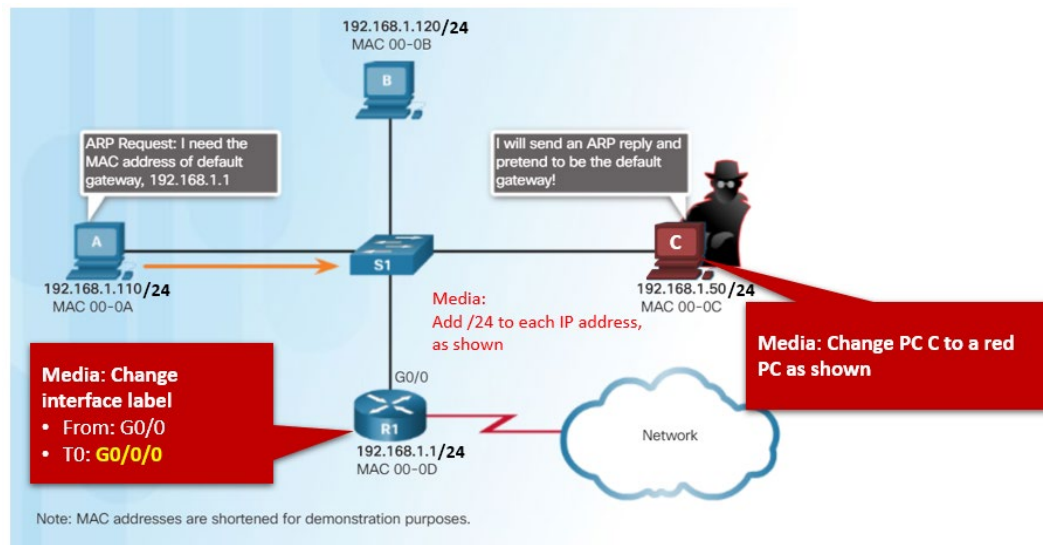 192.168.1.120/24
MAC 00-0B
B
ARP Request: I need the
MAC address of default
gateway, 192.168.1.1
I will send an ARP reply and
pretend to be the default
gateway!
A
S1
C
192.168.1.110/24
MAC 00-0A
192.168.1.50/24
MAC 00-0C
Media:
Add /24 to each IP address,
as shown
Media: Change PC C to a red
PC as shown
Media: Change
interface label
• From: G0/0
• T0: G0/0/0
G0/0
R1
192.168.1.1/24
MAC 00-0D
Network
Note: MAC addresses are shortened for demonstration purposes.